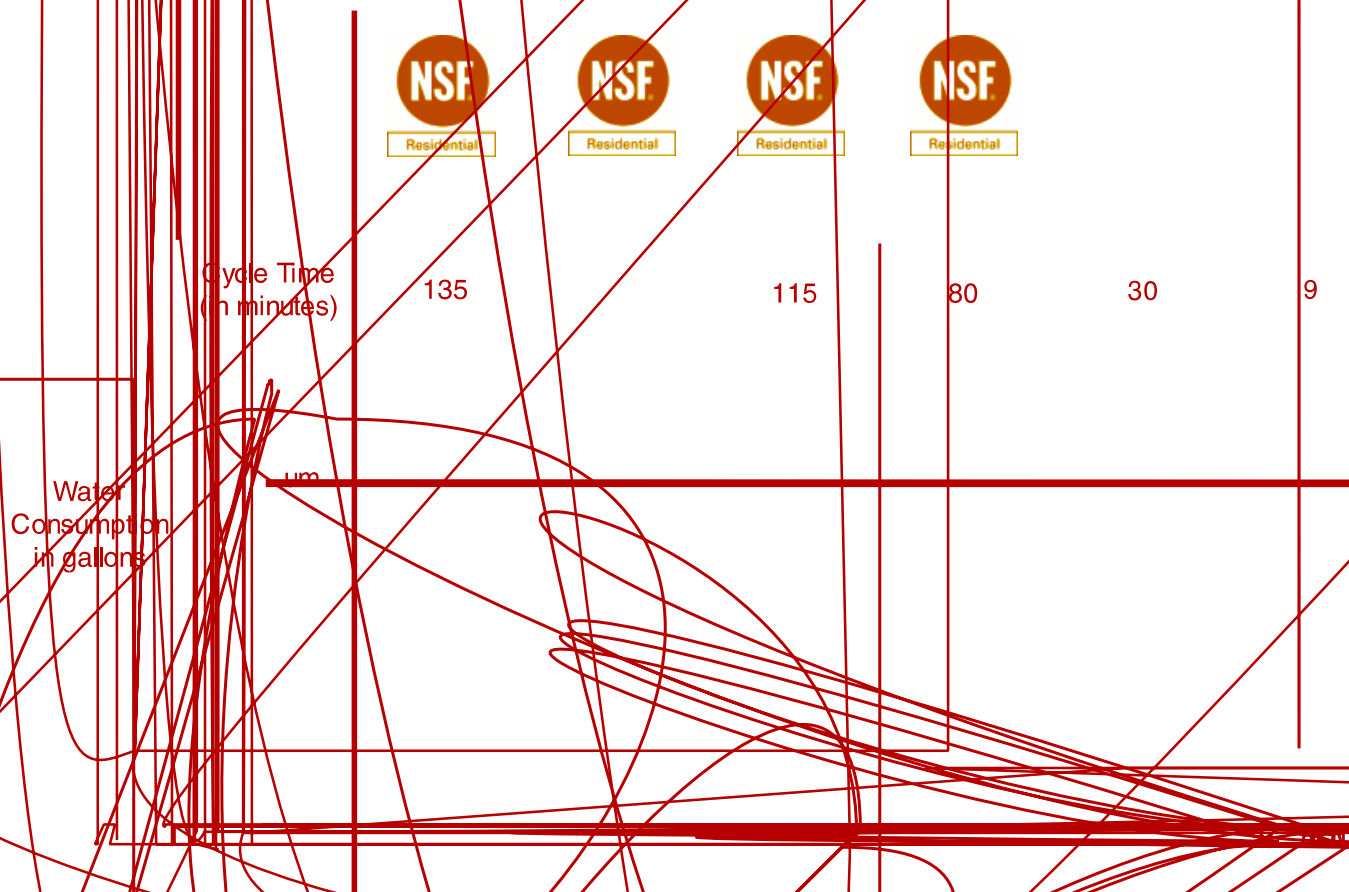 NSF. NSF. NSF. NSF.
Residential Residential Residential Residential
Cycle Time
(in minutes) 135 115 80 30 9
um
Water
Consumption
in gallons